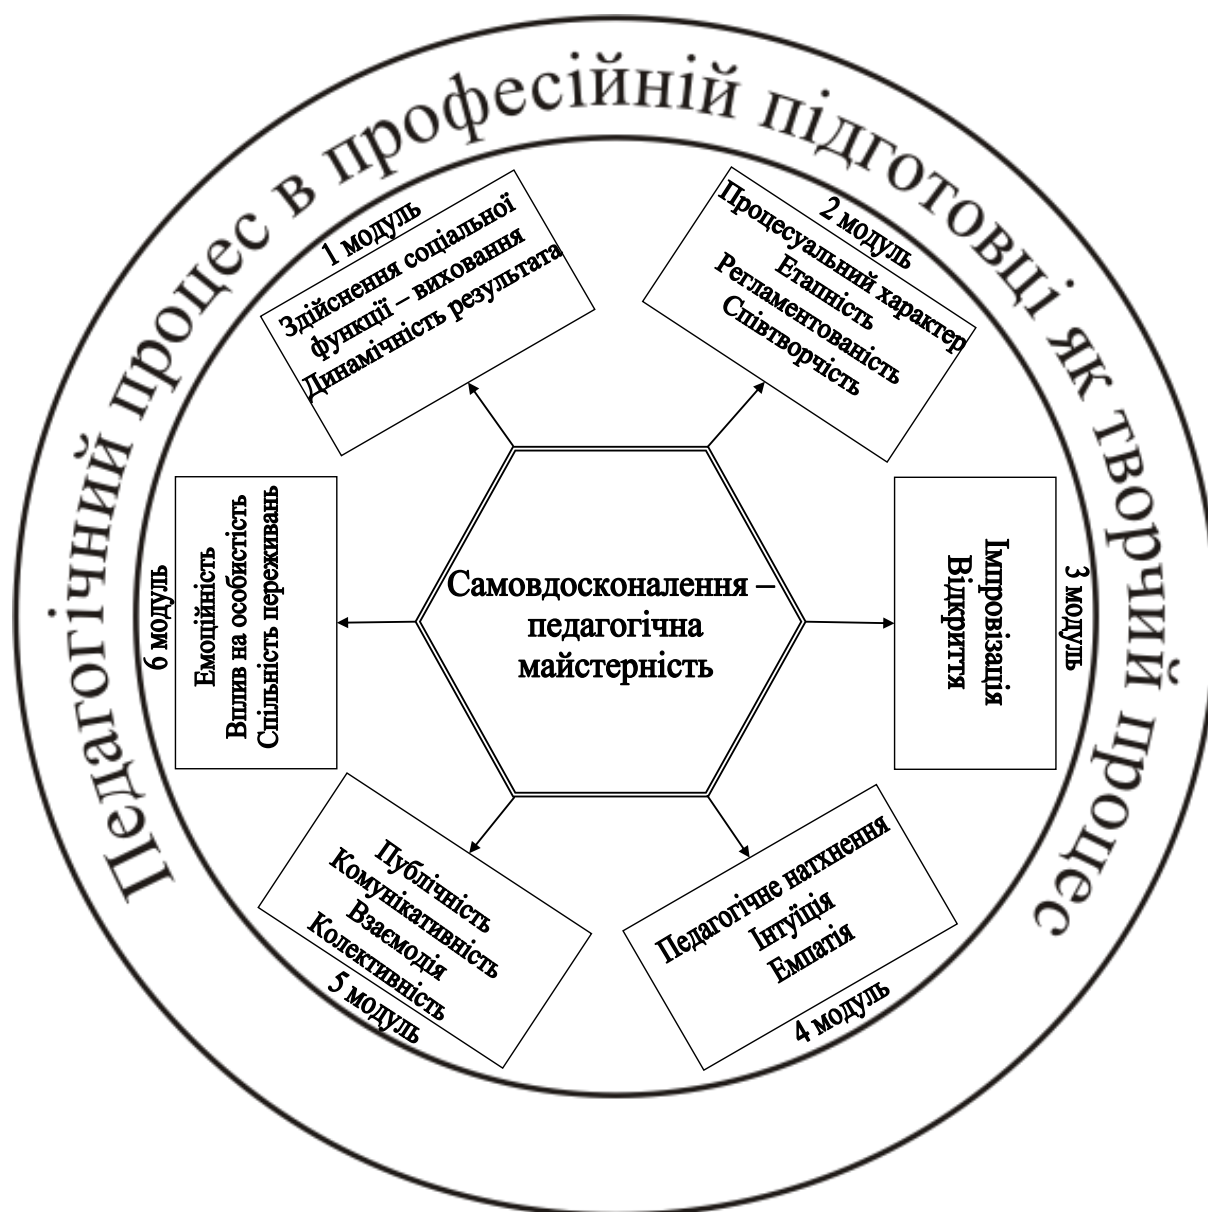 Педагогічний процес в професійній підготовці як творчий процес
1 модуль
Здійснення соціальної
функції – виховання
Динамічність результата
2 модуль
Процесуальний характер
Етапність
Регламентованість
Співтворчість
3 модуль
Імпровізація
Відкриття
Педагогічне натхнення
Інтуїція
Емпатія
4 модуль
Публічність
Комунікативність
Взаємодія
Колективність
5 модуль
6 модуль
Емоційність
Вплив на особистість
Спільність переживань
Самовдосконалення –
педагогічна
майстерність